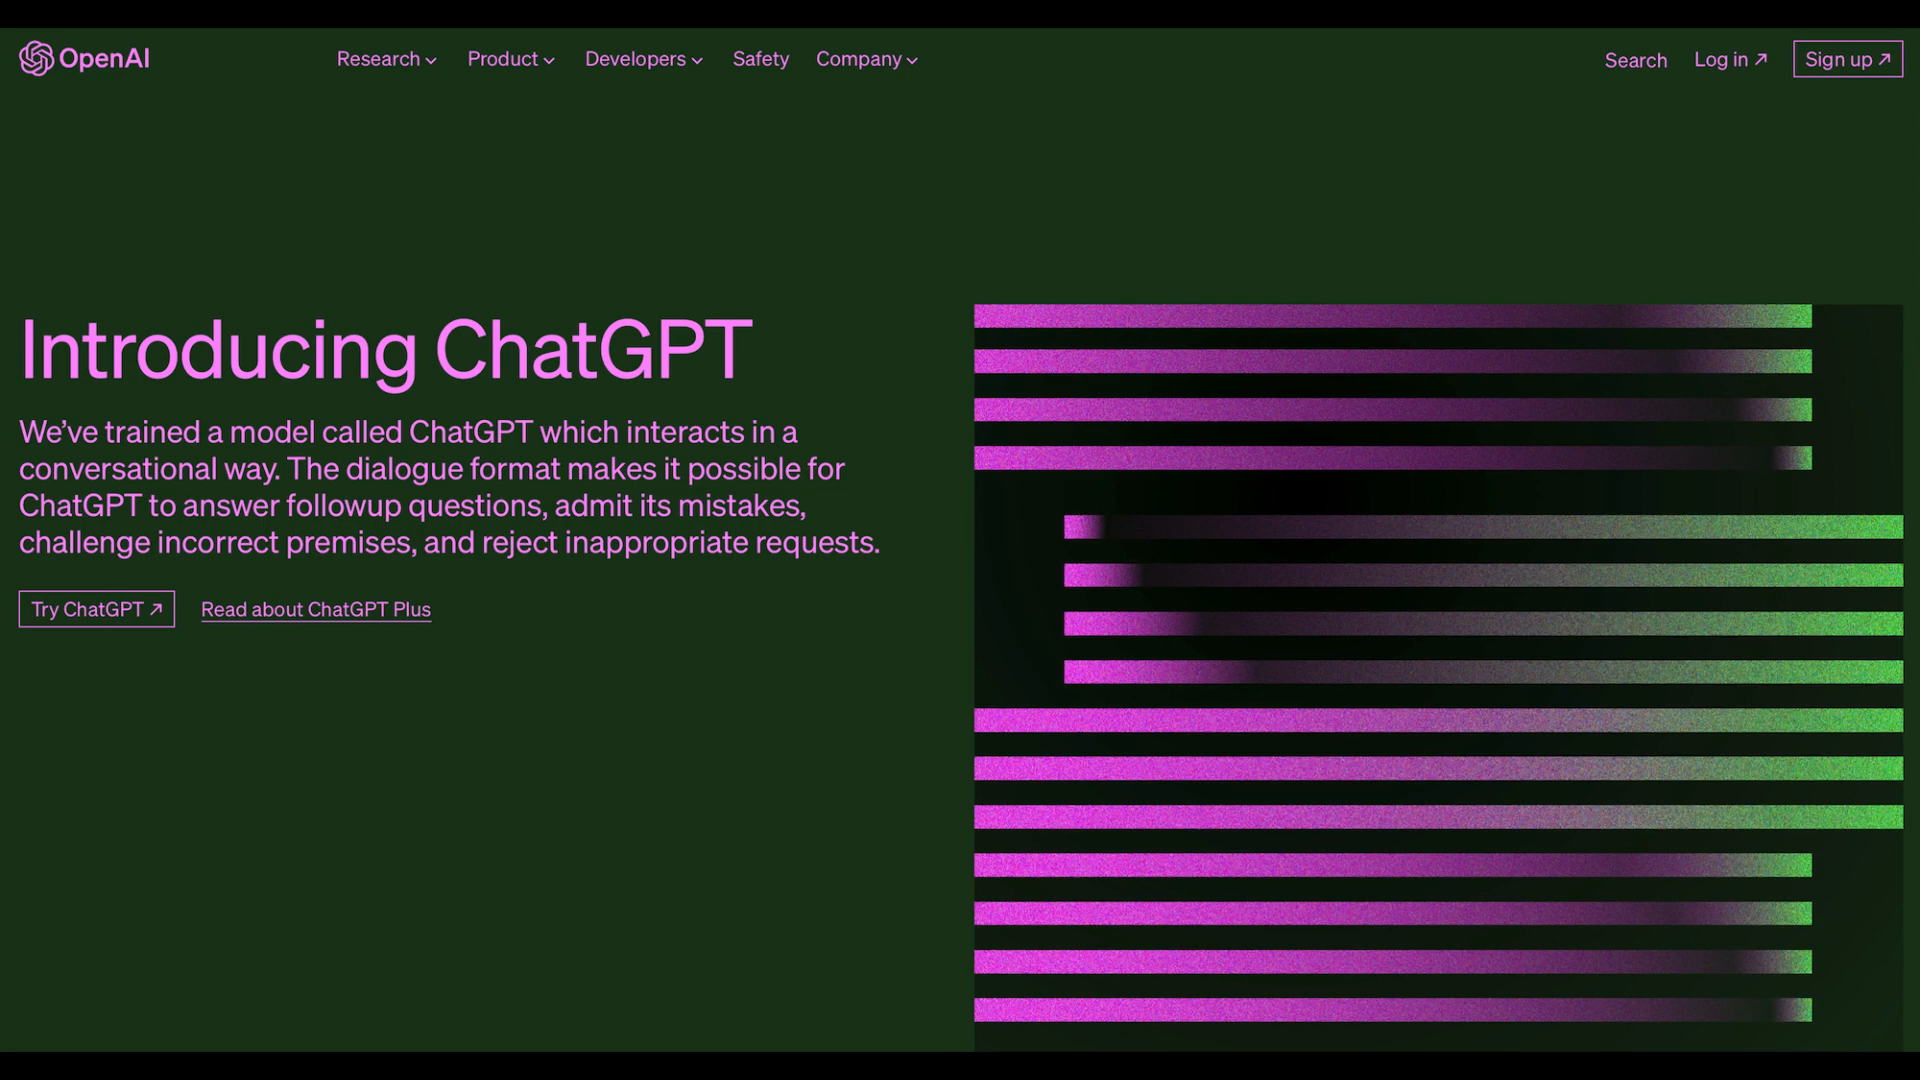 OpenAI
Research
Product
Developers
Safety
Company
Search
Log in ↗
Sign up ↗
Introducing ChatGPT
We’ve trained a model called ChatGPT which interacts in a
conversational way. The dialogue format makes it possible for
ChatGPT to answer followup questions, admit its mistakes,
challenge incorrect premises, and reject inappropriate requests.
Try ChatGPT ↗
Read about ChatGPT Plus